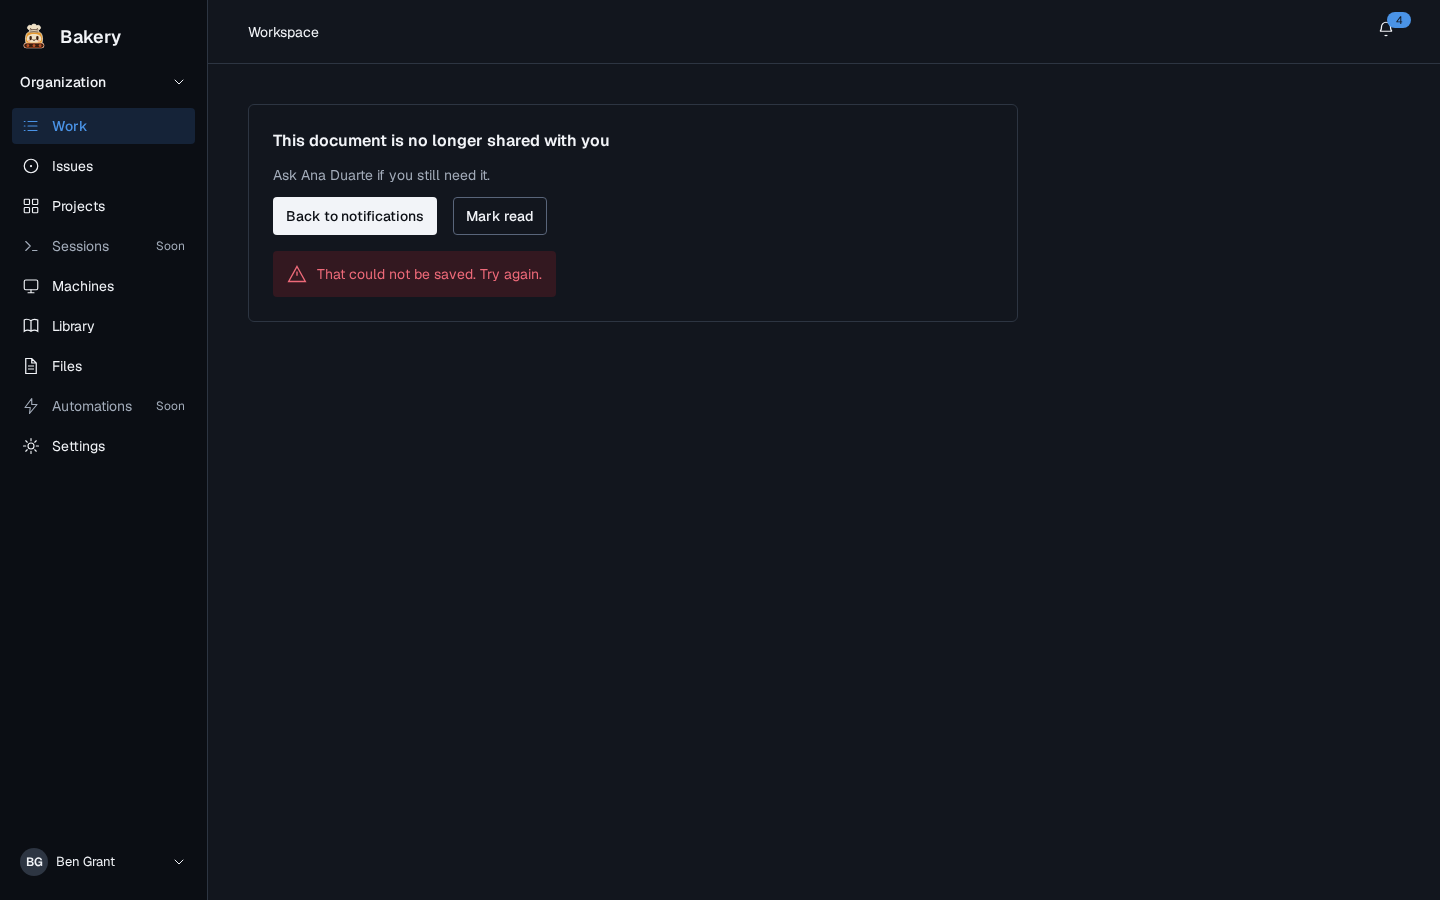 Bakery
Workspace
4
Organization
Work
Issues
Projects
Sessions Soon
Machines
Library
Files
Automations Soon
Settings
This document is no longer shared with you
Ask Ana Duarte if you still need it.
Back to notifications Mark read
That could not be saved. Try again.
BG Ben Grant